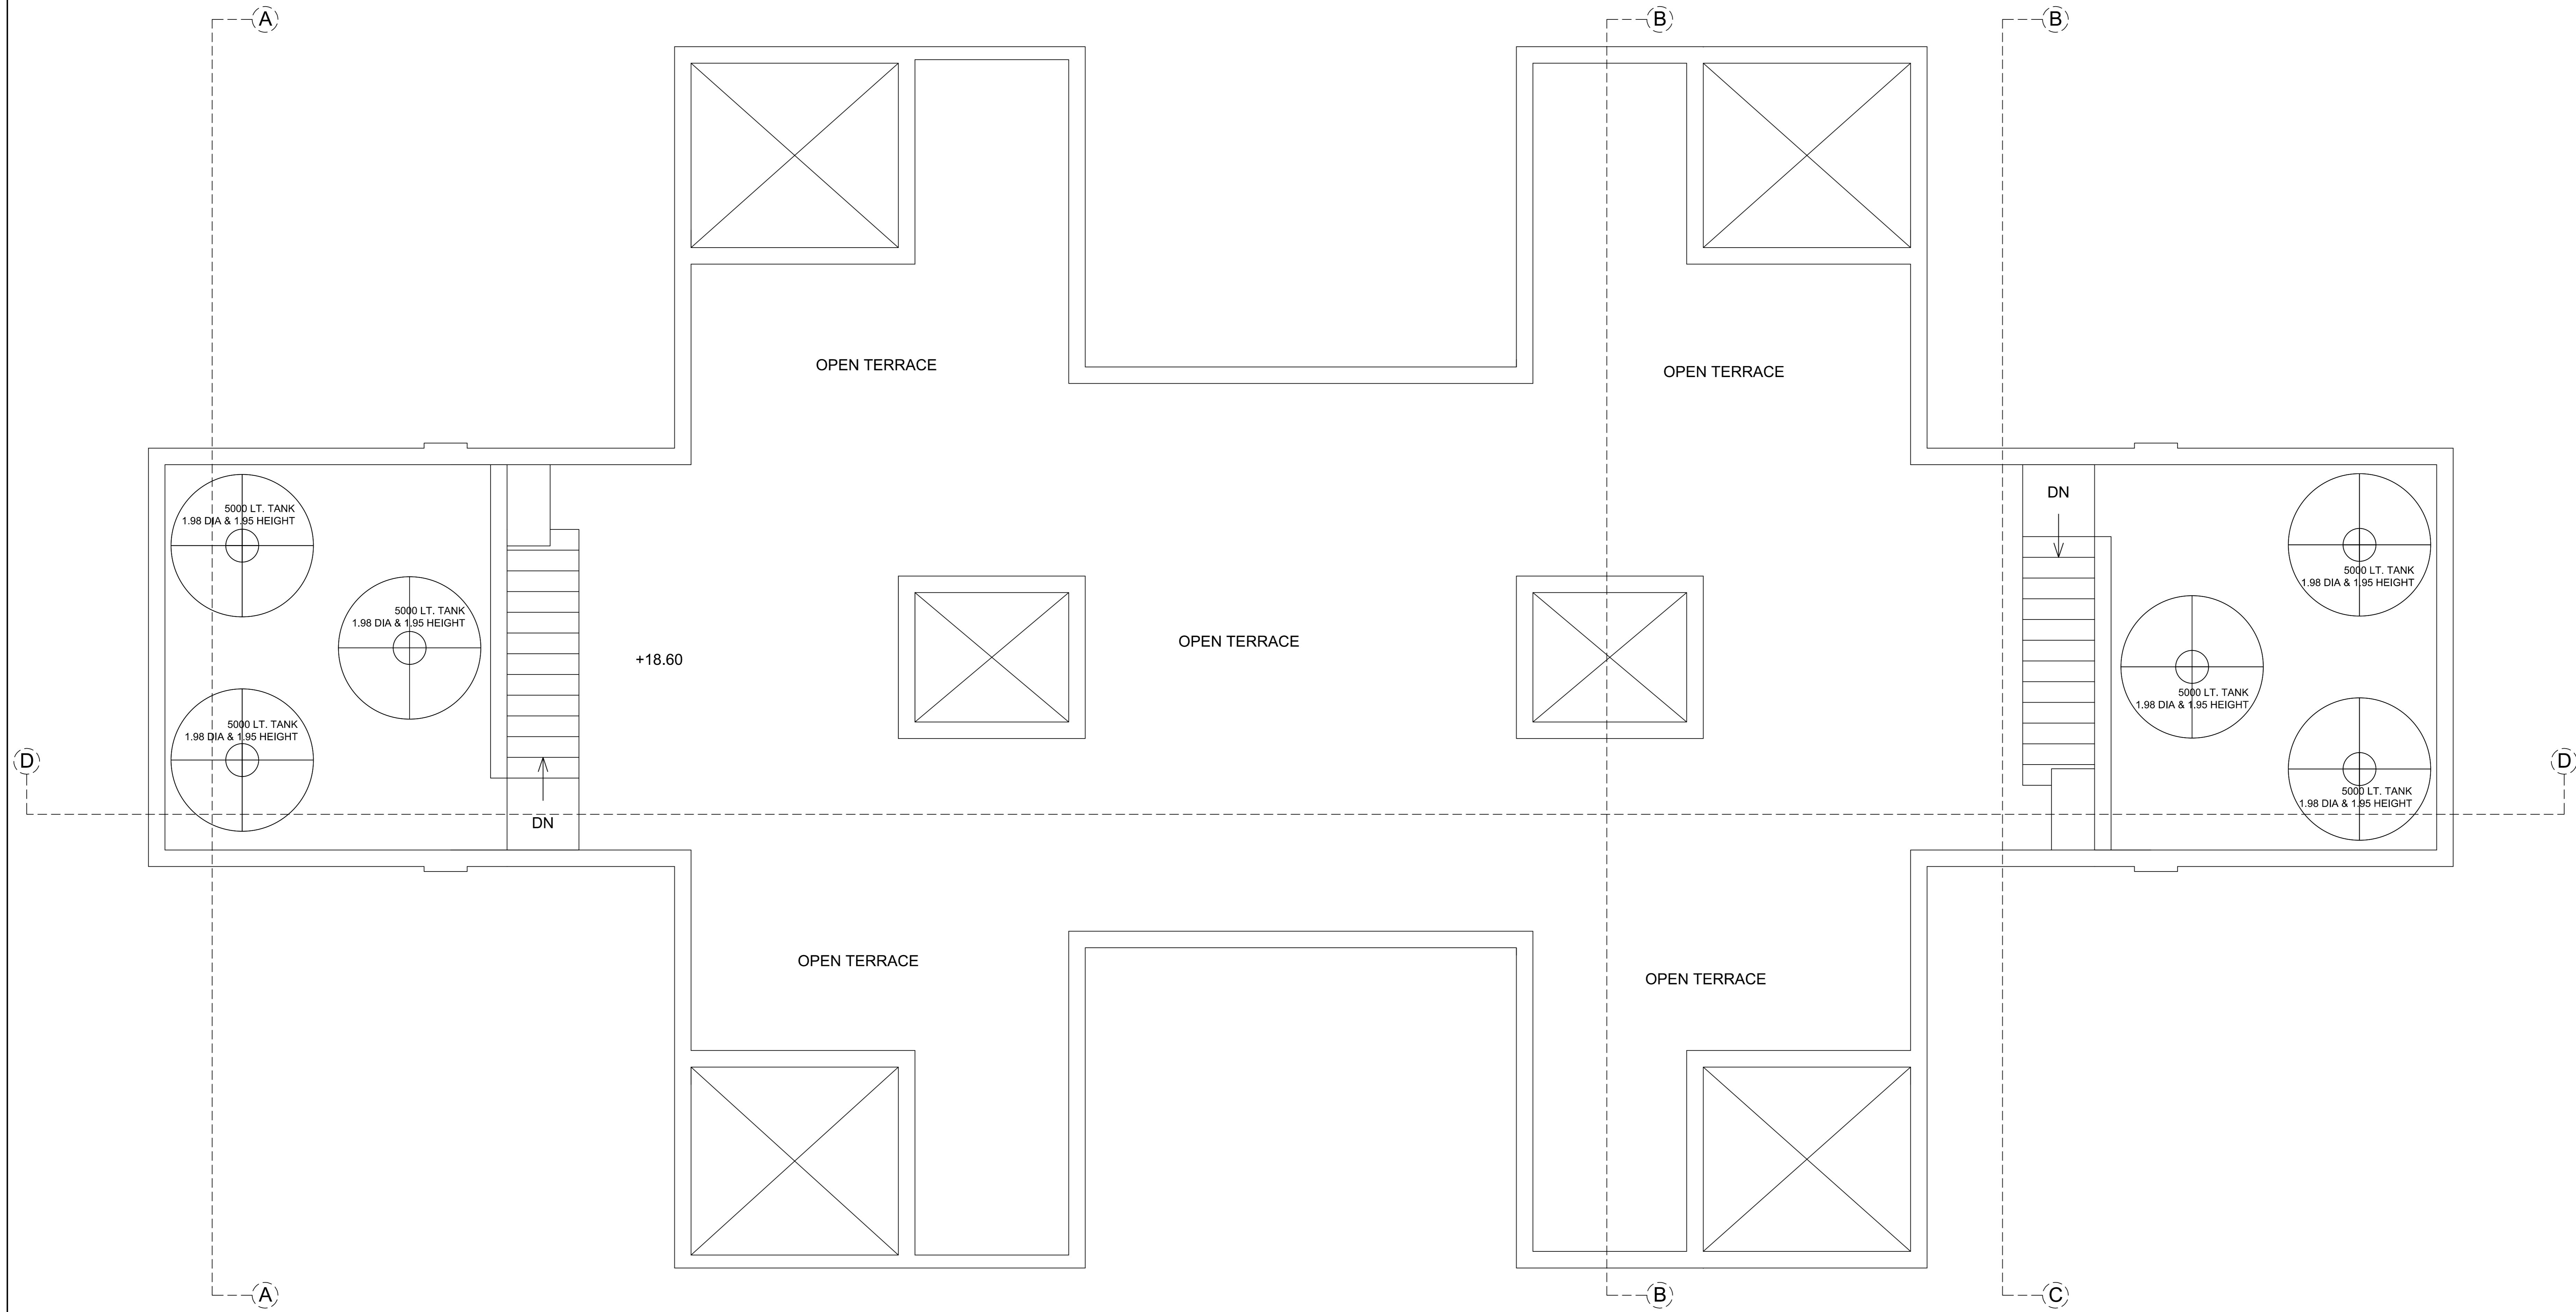 A
B
B
OPEN TERRACE
OPEN TERRACE
DN
5000 LT. TANK
1.98 DIA & 1.95 HEIGHT
5000 LT. TANK
1.98 DIA & 1.95 HEIGHT
5000 LT. TANK
1.98 DIA & 1.95 HEIGHT
OPEN TERRACE
+18.60
5000 LT. TANK
1.98 DIA & 1.95 HEIGHT
5000 LT. TANK
1.98 DIA & 1.95 HEIGHT
D
D
5000 LT. TANK
1.98 DIA & 1.95 HEIGHT
DN
OPEN TERRACE
OPEN TERRACE
A
B
C